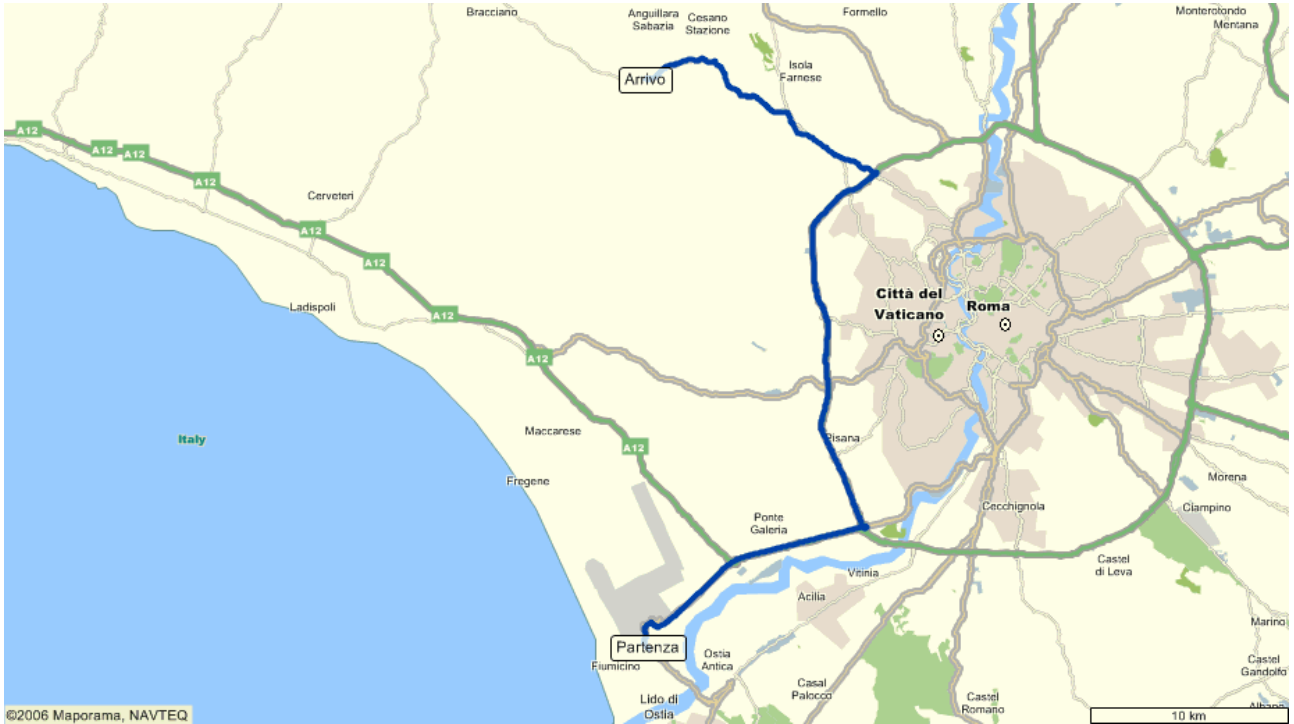 Bracciano
Anguillara
Sabazia
Cesano
Stazione
Formello
Monterotondo
Mentana
Isola
Farnese
Arrivo
A12
A12
A12
A12
Cerveteri
A12
A12
Ladispoli
A12
Città del
Vaticano
Roma
A12
Italy
Maccarese
A12
Pisana
Fregene
Morena
Ciampino
Cecchignola
Ponte
Galeria
Castel
di Leva
Vitinia
Acilia
Marino
Partenza
Fiumicino
Ostia
Antica
Castel
Gandolfo
Casal
Palocco
Lido di
Ostia
Castel
Romano
Albano
©2006 Maporama, NAVTEQ
10 km